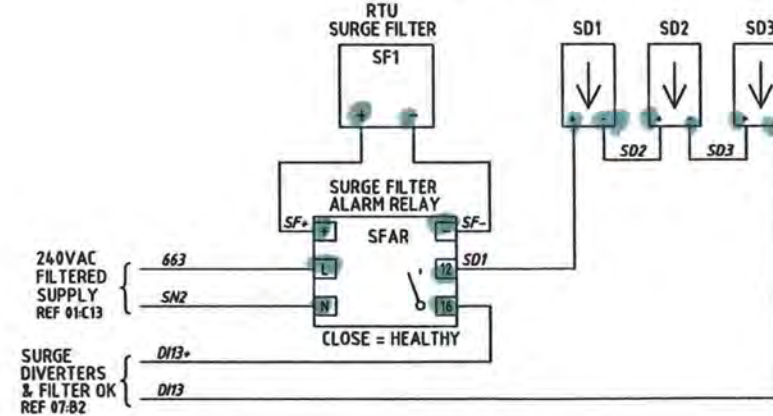 RTU
SURGE FILTER
SF1
+ -
SD1 SD2 SD3
+ -
SD2 SD3
SURGE FILTER
ALARM RELAY
SF+ + SFAR - SF-
240VAC
FILTERED
SUPPLY
REF 01:C13
663 L 12 SD1
SN2 N 16
CLOSE = HEALTHY
SURGE
DIVERTERS
& FILTER OK
REF 07:B2
DI13+
DI13